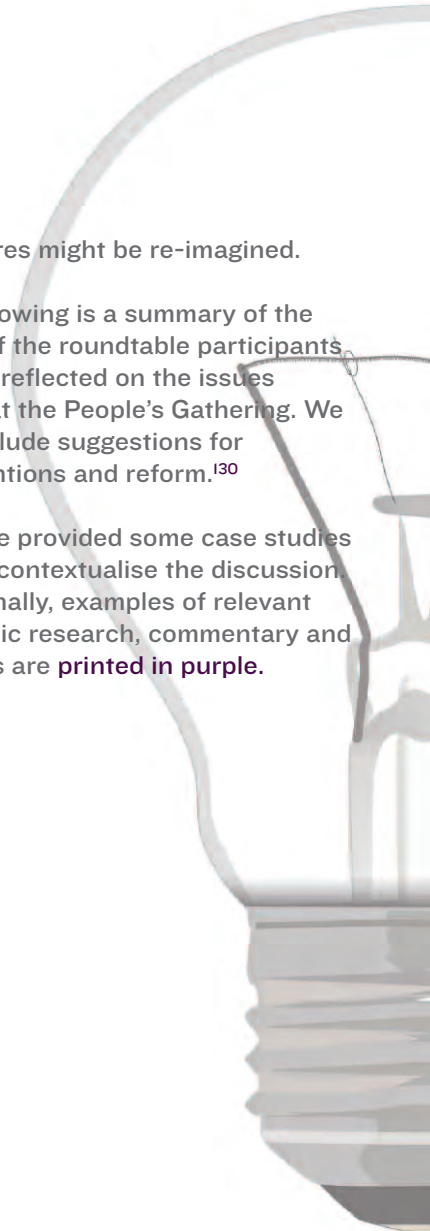 res might be re-imagined.
owing is a summary of the
f the roundtable participants
reflected on the issues
at the People's Gathering. We
lude suggestions for
ntions and reform.130
e provided some case studies
contextualise the discussion.
nally, examples of relevant
ic research, commentary and
s are printed in purple.